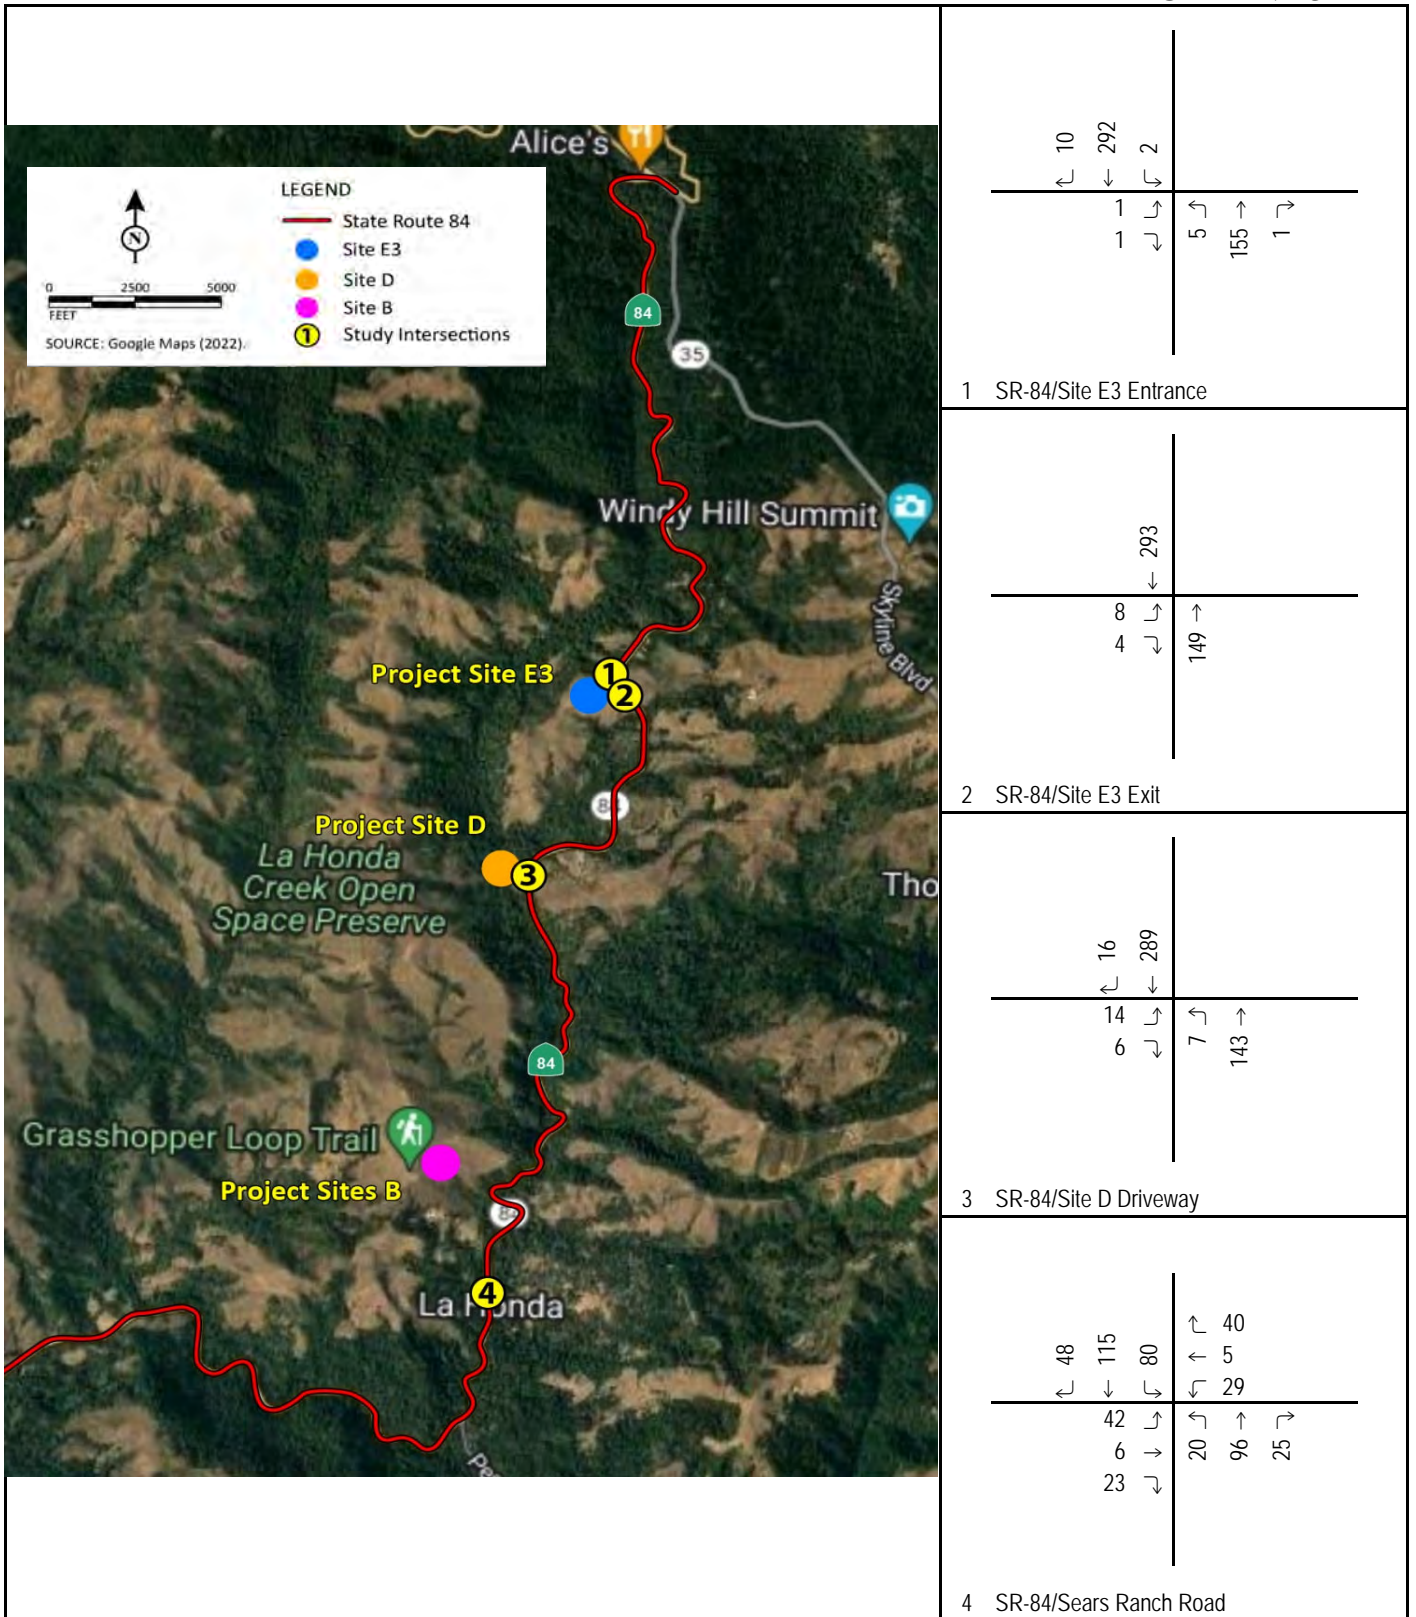 Alice's
LEGEND
State Route 84
Site E3
Site D
Site B
1 Study Intersections
N
0 2500 5000
FEET
SOURCE: Google Maps (2022).
84
35
Windy Hill Summit
Skyline Blvd
Project Site E3
1
2
84
Project Site D
3
La Honda
Creek Open
Space Preserve
Tho
84
Grasshopper Loop Trail
Project Sites B
84
4
La Honda
10 292 2
1
1
5 155 1
1 SR-84/Site E3 Entrance
293
8
4
149
2 SR-84/Site E3 Exit
16 289
14
6
7 143
3 SR-84/Site D Driveway
48 115 80
40
5
29
42
6
23
20 96 25
4 SR-84/Sears Ranch Road